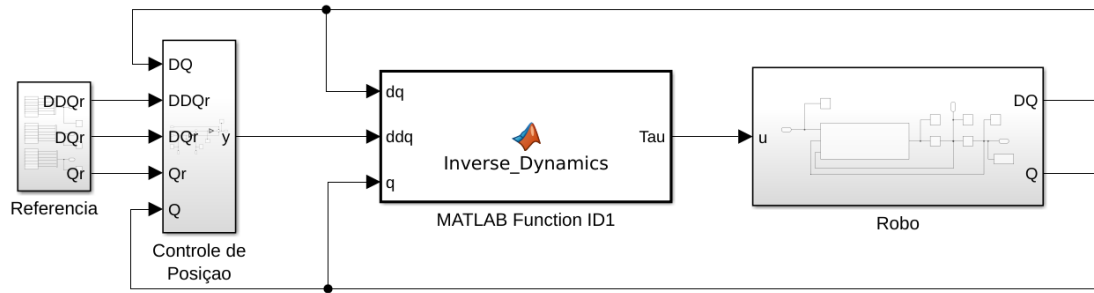 Referencia
DDQr
DQr
Qr
DQ
DDQr
DQr
Qr
Q
y
Controle de
Posiçao
dq
ddq
q
Inverse_Dynamics
Tau
MATLAB Function ID1
u
DQ
Q
Robo